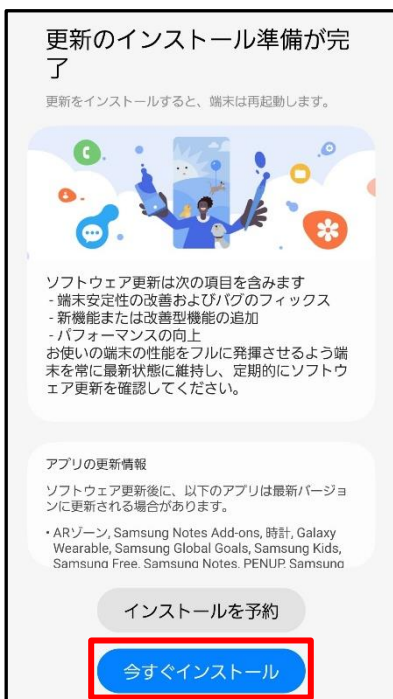 更新のインストール準備が完
了
更新をインストールすると、端末は再起動します。
ソフトウェア更新は次の項目を含みます
- 端末安定性の改善およびバグのフィックス
- 新機能または改善型機能の追加
- パフォーマンスの向上
お使いの端末の性能をフルに発揮させるよう端
末を常に最新状態に維持し、定期的にソフトウ
ェア更新を確認してください。
アプリの更新情報
ソフトウェア更新後に、以下のアプリは最新バージョ
ンに更新される場合があります。
• ARゾーン, Samsung Notes Add-ons, 時計, Galaxy
Wearable, Samsung Global Goals, Samsung Kids,
Samsung Free, Samsung Notes, PENUP, Samsung
インストールを予約
今すぐインストール